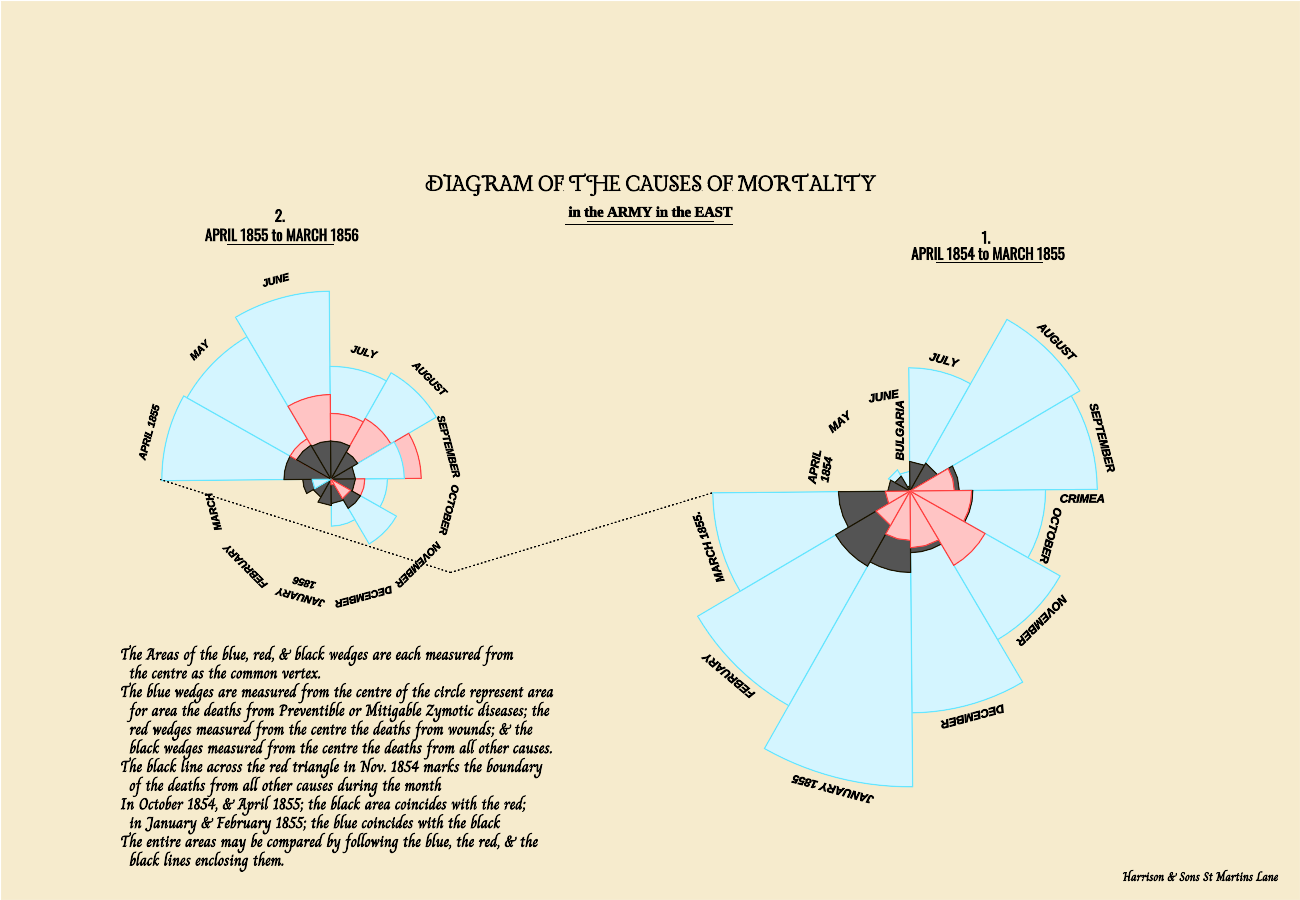 DIAGRAM OF THE CAUSES OF MORTALITY
in the ARMY in the EAST
2.
APRIL 1855 to MARCH 1856
1.
APRIL 1854 to MARCH 1855
JUNE
MAY
JULY
AUGUST
APRIL 1855
SEPTEMBER
OCTOBER
NOVEMBER
DECEMBER
JANUARY
1856
FEBRUARY
MARCH
AUGUST
JULY
JUNE
MAY
BULGARIA
SEPTEMBER
APRIL
1854
CRIMEA
OCTOBER
NOVEMBER
DECEMBER
JANUARY 1855
FEBRUARY
MARCH 1855.
The Areas of the blue, red, & black wedges are each measured from
the centre as the common vertex.
The blue wedges are measured from the centre of the circle represent area
for area the deaths from Preventible or Mitigable Zymotic diseases; the
red wedges measured from the centre the deaths from wounds; & the
black wedges measured from the centre the deaths from all other causes.
The black line across the red triangle in Nov. 1854 marks the boundary
of the deaths from all other causes during the month
In October 1854, & April 1855; the black area coincides with the red;
in January & February 1855; the blue coincides with the black
The entire areas may be compared by following the blue, the red, & the
black lines enclosing them.
Harrison & Sons St Martins Lane